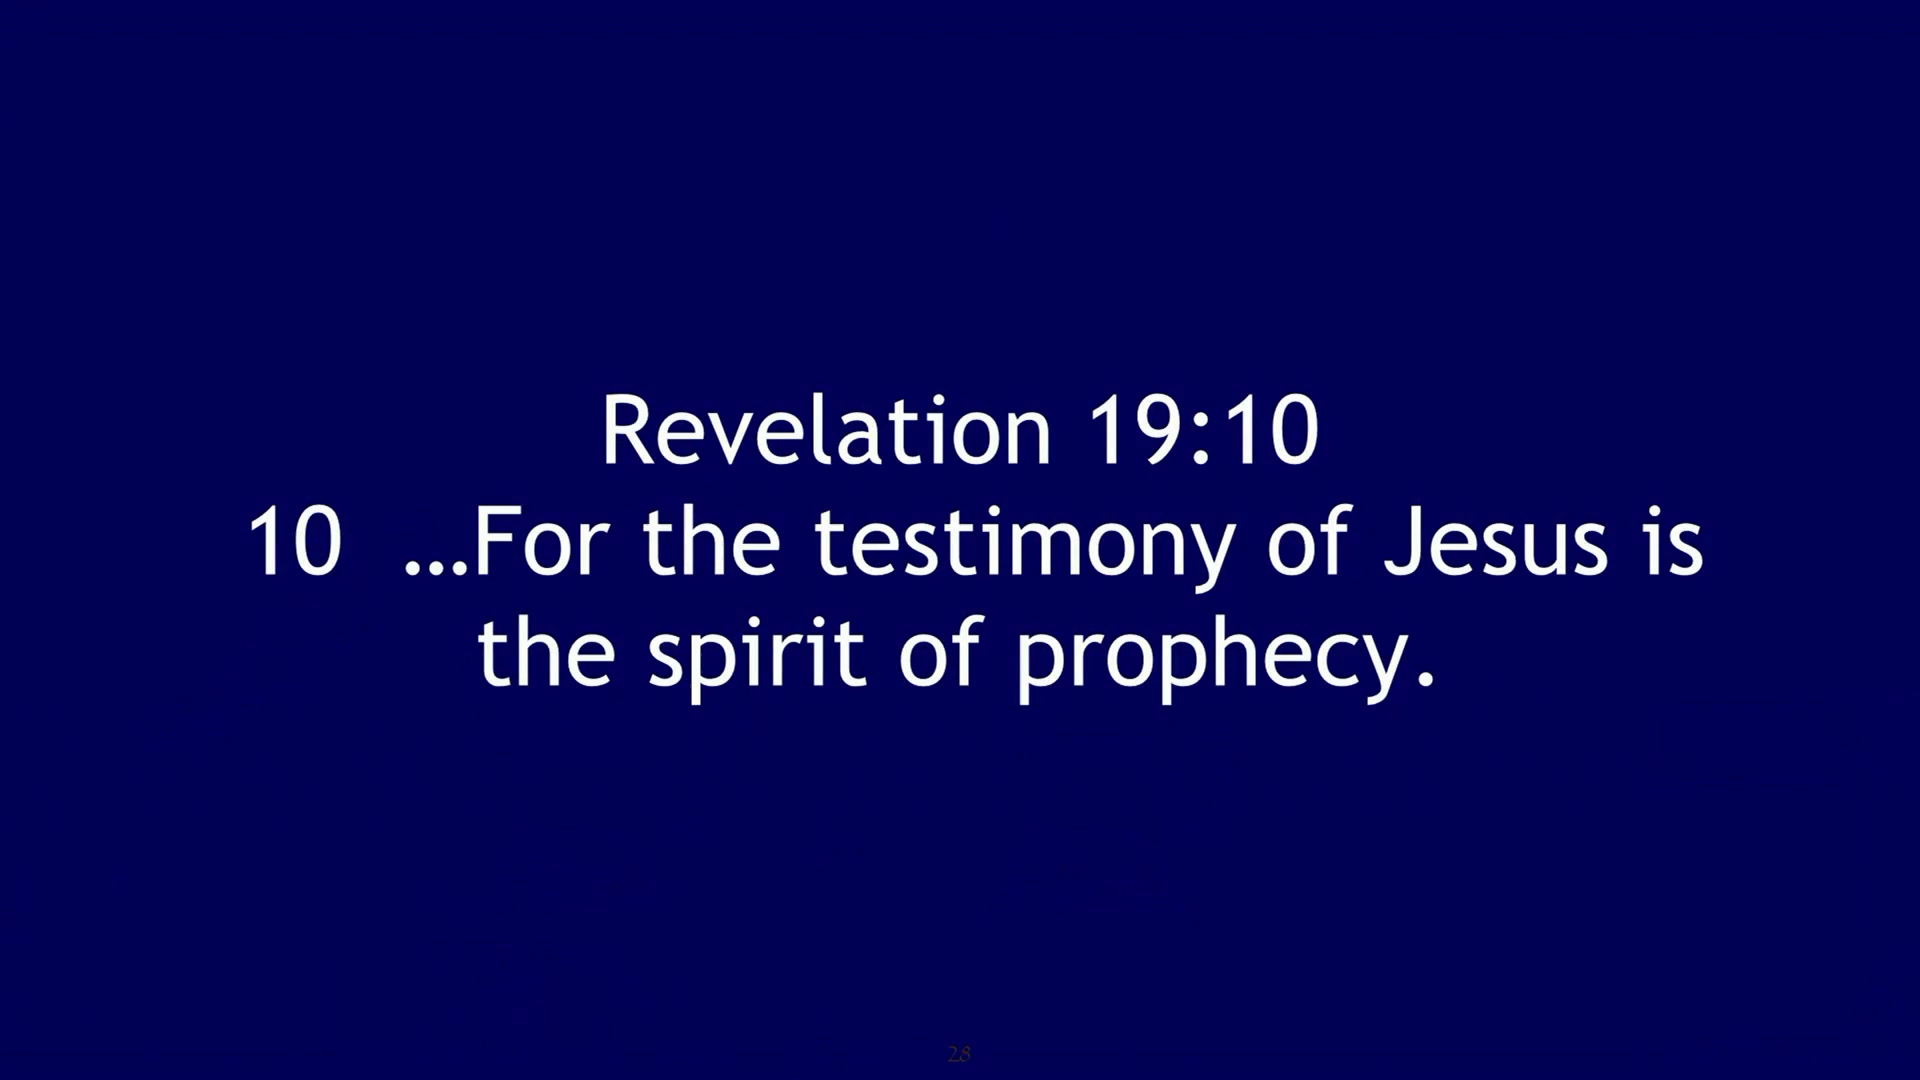 Revelation 19:10
10 …For the testimony of Jesus is
the spirit of prophecy.
28